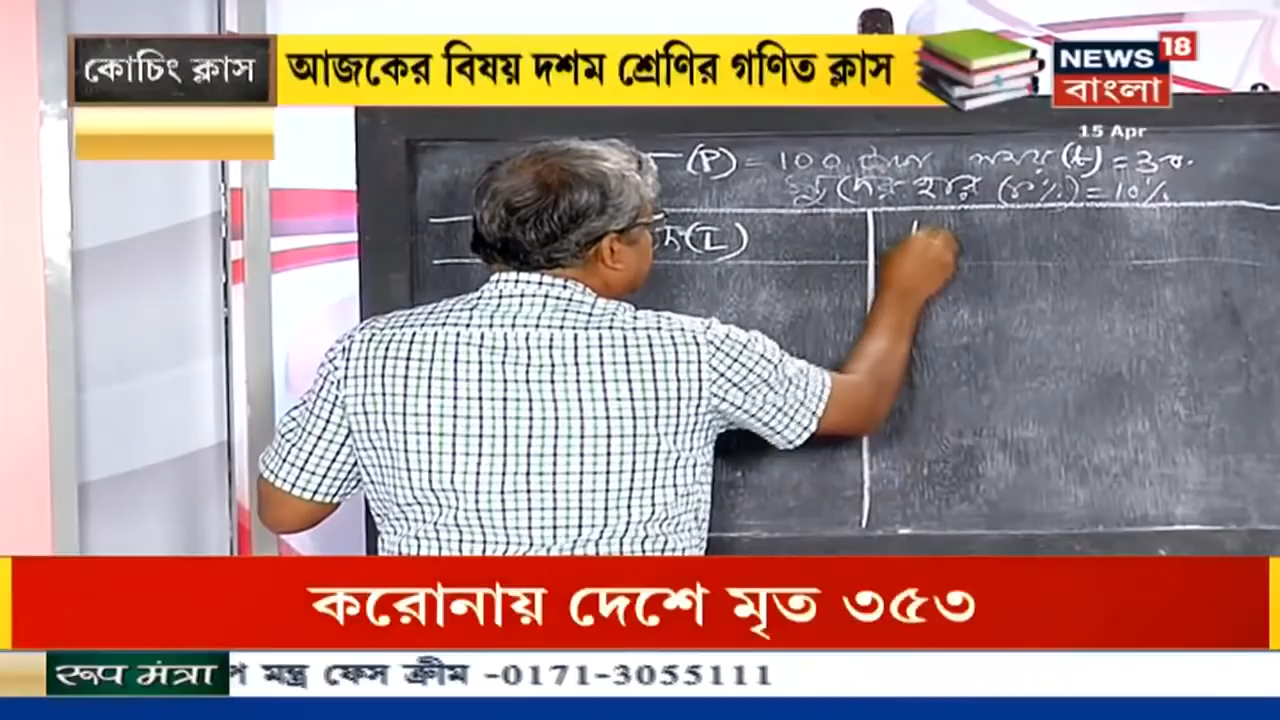 কোচিং ক্লাস
আজকের বিষয় দশম শ্রেণির গণিত ক্লাস
NEWS 18
বাংলা
15 Apr
(P) = 100 টাকা সময় (t) = 3 ব.
সুদের হার (r%) = 10%
(I)
করোনায় দেশে মৃত ৩৫৩
রূপ মন্ত্রা
মন্ত্র ফেস ক্রীম -0171-3055111